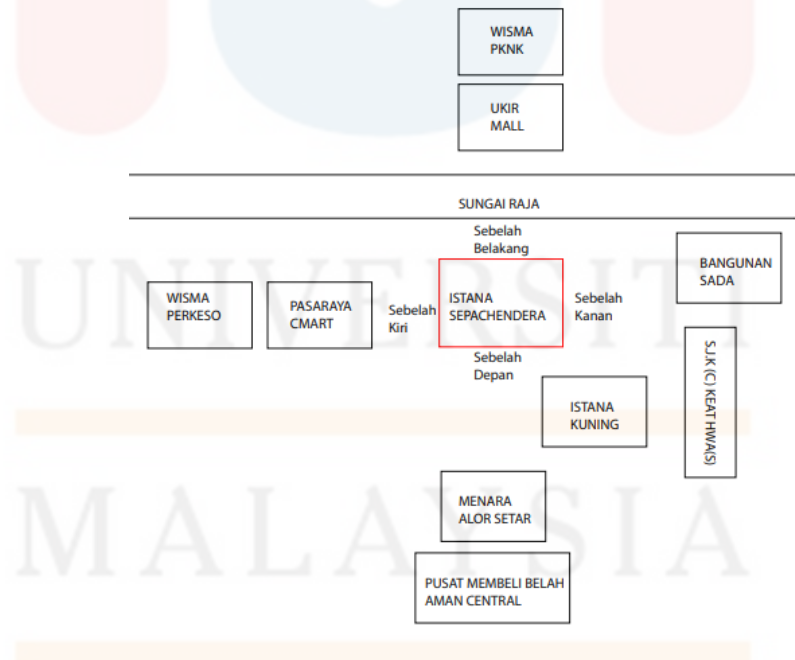 WISMA
PKNK
UKIR
MALL
SUNGAI RAJA
Sebelah
Belakang
BANGUNAN
SADA
WISMA
PERKESO
PASARAYA
CMART
Sebelah
Kiri
ISTANA
SEPACHENDERA
Sebelah
Kanan
Sebelah
Depan
S.J.K (C) KEAT HWA(S)
ISTANA
KUNING
MENARA
ALOR SETAR
PUSAT MEMBELI BELAH
AMAN CENTRAL
UNIVERSITI
MALAYSIA